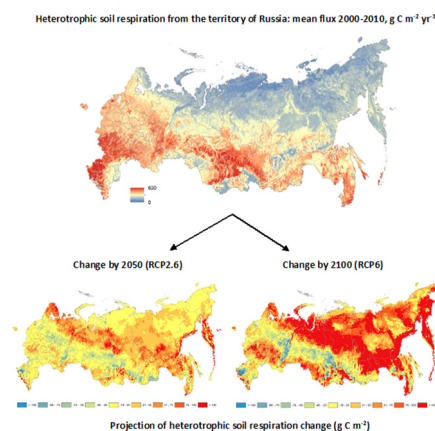 Heterotrophic soil respiration from the territory of Russia: mean flux 2000-2010, g C m⁻² yr⁻¹
620
0
Change by 2050 (RCP2.6)
Change by 2100 (RCP6)
Projection of heterotrophic soil respiration change (g C m⁻²)